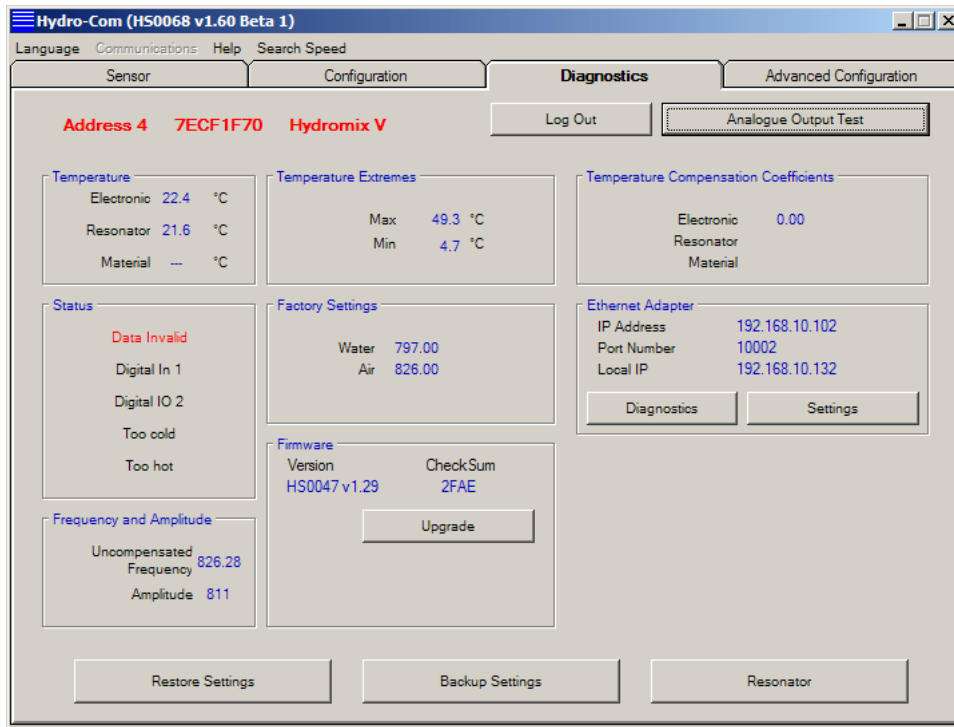 Hydro-Com (HS0068 v1.60 Beta 1)
Language Communications Help Search Speed
Sensor Configuration Diagnostics Advanced Configuration
Address 4 7ECF1F70 Hydromix V
Log Out Analogue Output Test
Temperature
Electronic 22.4 °C
Resonator 21.6 °C
Material --- °C
Temperature Extremes
Max 49.3 °C
Min 4.7 °C
Temperature Compensation Coefficients
Electronic 0.00
Resonator
Material
Status
Data Invalid
Digital In 1
Digital IO 2
Too cold
Too hot
Factory Settings
Water 797.00
Air 826.00
Ethernet Adapter
IP Address 192.168.10.102
Port Number 10002
Local IP 192.168.10.132
Diagnostics Settings
Firmware
Version CheckSum
HS0047 v1.29 2FAE
Upgrade
Frequency and Amplitude
Uncompensated
Frequency 826.28
Amplitude 811
Restore Settings Backup Settings Resonator